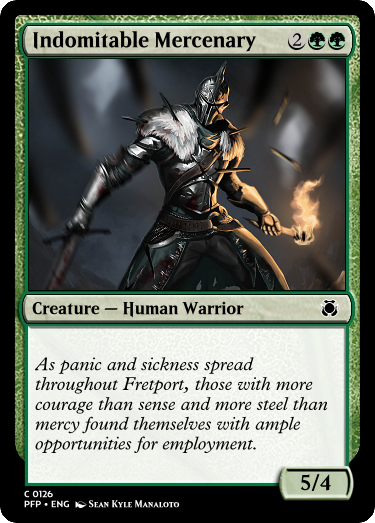 Indomitable Mercenary 2
Creature — Human Warrior
As panic and sickness spread
throughout Fretport, those with more
courage than sense and more steel than
mercy found themselves with ample
opportunities for employment.
5/4
C 0126
PFP • ENG Sean Kyle Manaloto